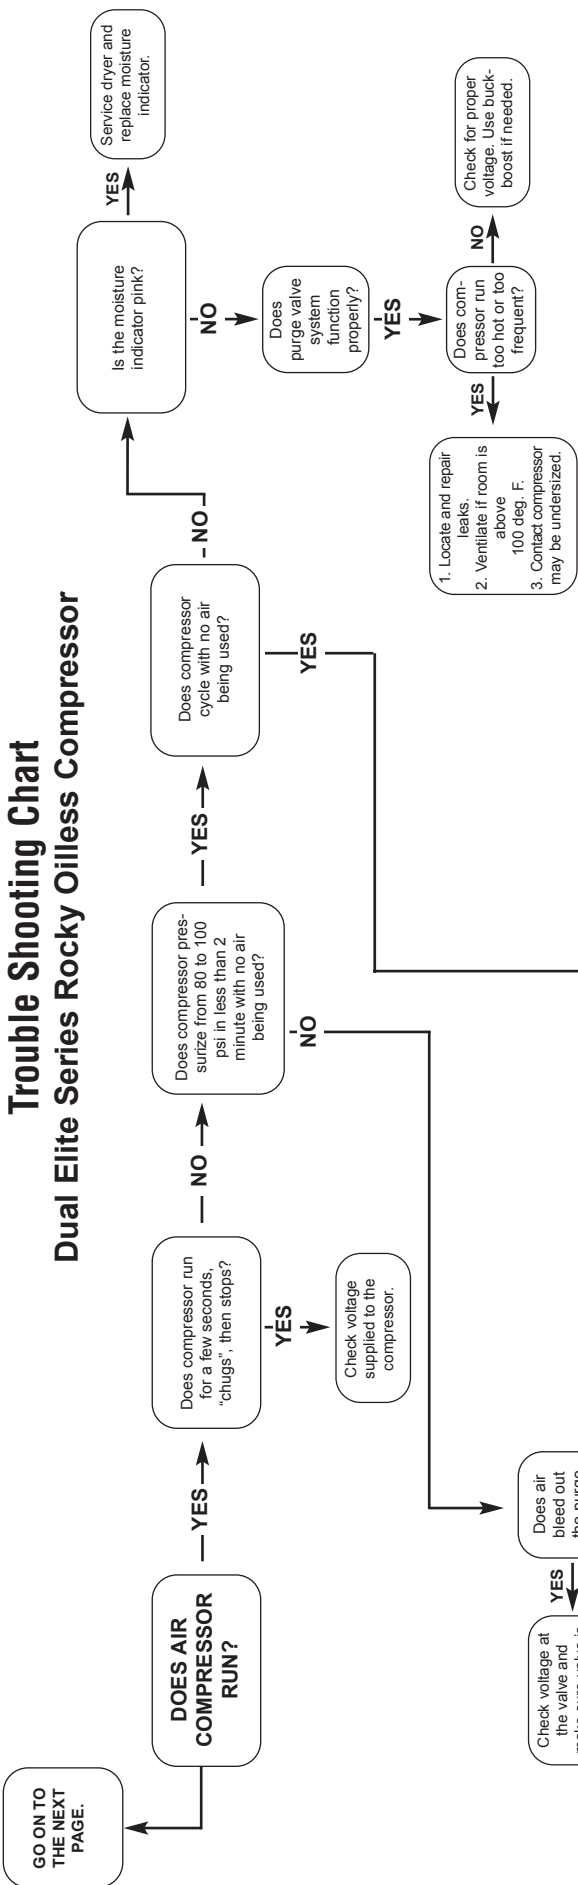 Trouble Shooting Chart
Dual Elite Series Rocky Oilless Compressor
GO ON TO
THE NEXT
PAGE.
DOES AIR
COMPRESSOR
RUN?
YES
Does compressor run
for a few seconds,
“chugs”, then stops?
YES
Check voltage
supplied to the
compressor.
NO
Does compressor pres-
surize from 80 to 100
psi in less than 2
minute with no air
being used?
NO
YES
Does compressor
cycle with no air
being used?
YES
NO
Is the moisture
indicator pink?
YES
Service dryer and
replace moisture
indicator.
NO
Does
purge valve
system
function
properly?
YES
Does com-
pressor run
too hot or too
frequent?
NO
Check for proper
voltage. Use buck-
boost if needed.
YES
1. Locate and repair
leaks.
2. Ventilate if room is
above
100 deg. F.
3. Contact compressor
may be undersized.
Does air
bleed out
the purge
YES
Check voltage at
the valve and
make sure valve is